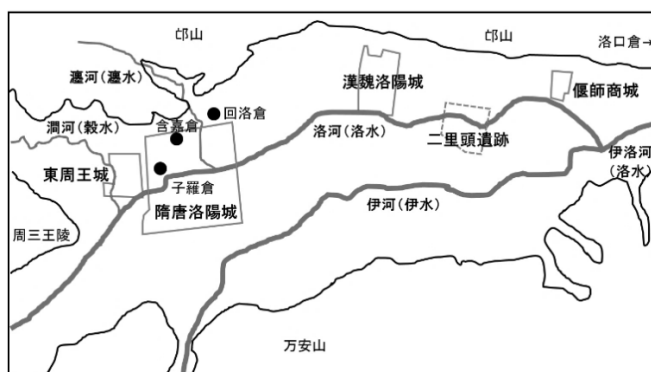 邙山
邙山
洛口倉→
瀍河（瀍水）
漢魏洛陽城
偃師商城
回洛倉
澗河（穀水）
含嘉倉
洛河（洛水）
二里頭遺跡
伊洛河
（洛水）
東周王城
子羅倉
隋唐洛陽城
伊河（伊水）
周三王陵
万安山